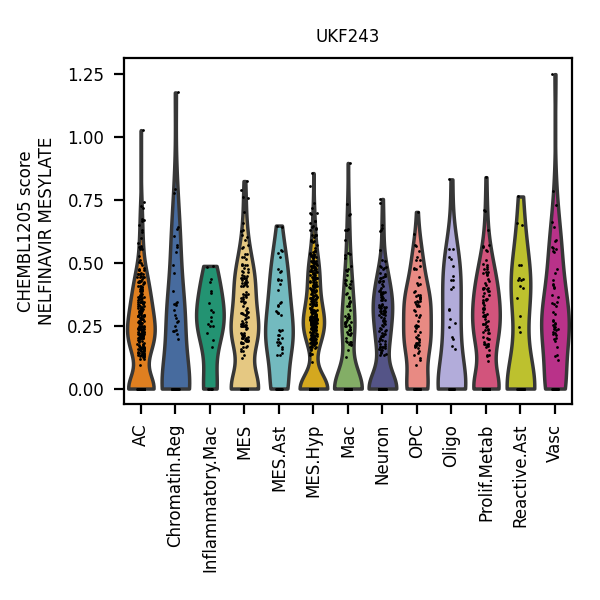 UKF243
CHEMBL1205 score
NELFINAVIR MESYLATE
1.25
1.00
0.75
0.50
0.25
0.00
AC
Chromatin.Reg
Inflammatory.Mac
MES
MES.Ast
MES.Hyp
Mac
Neuron
OPC
Oligo
Prolif.Metab
Reactive.Ast
Vasc